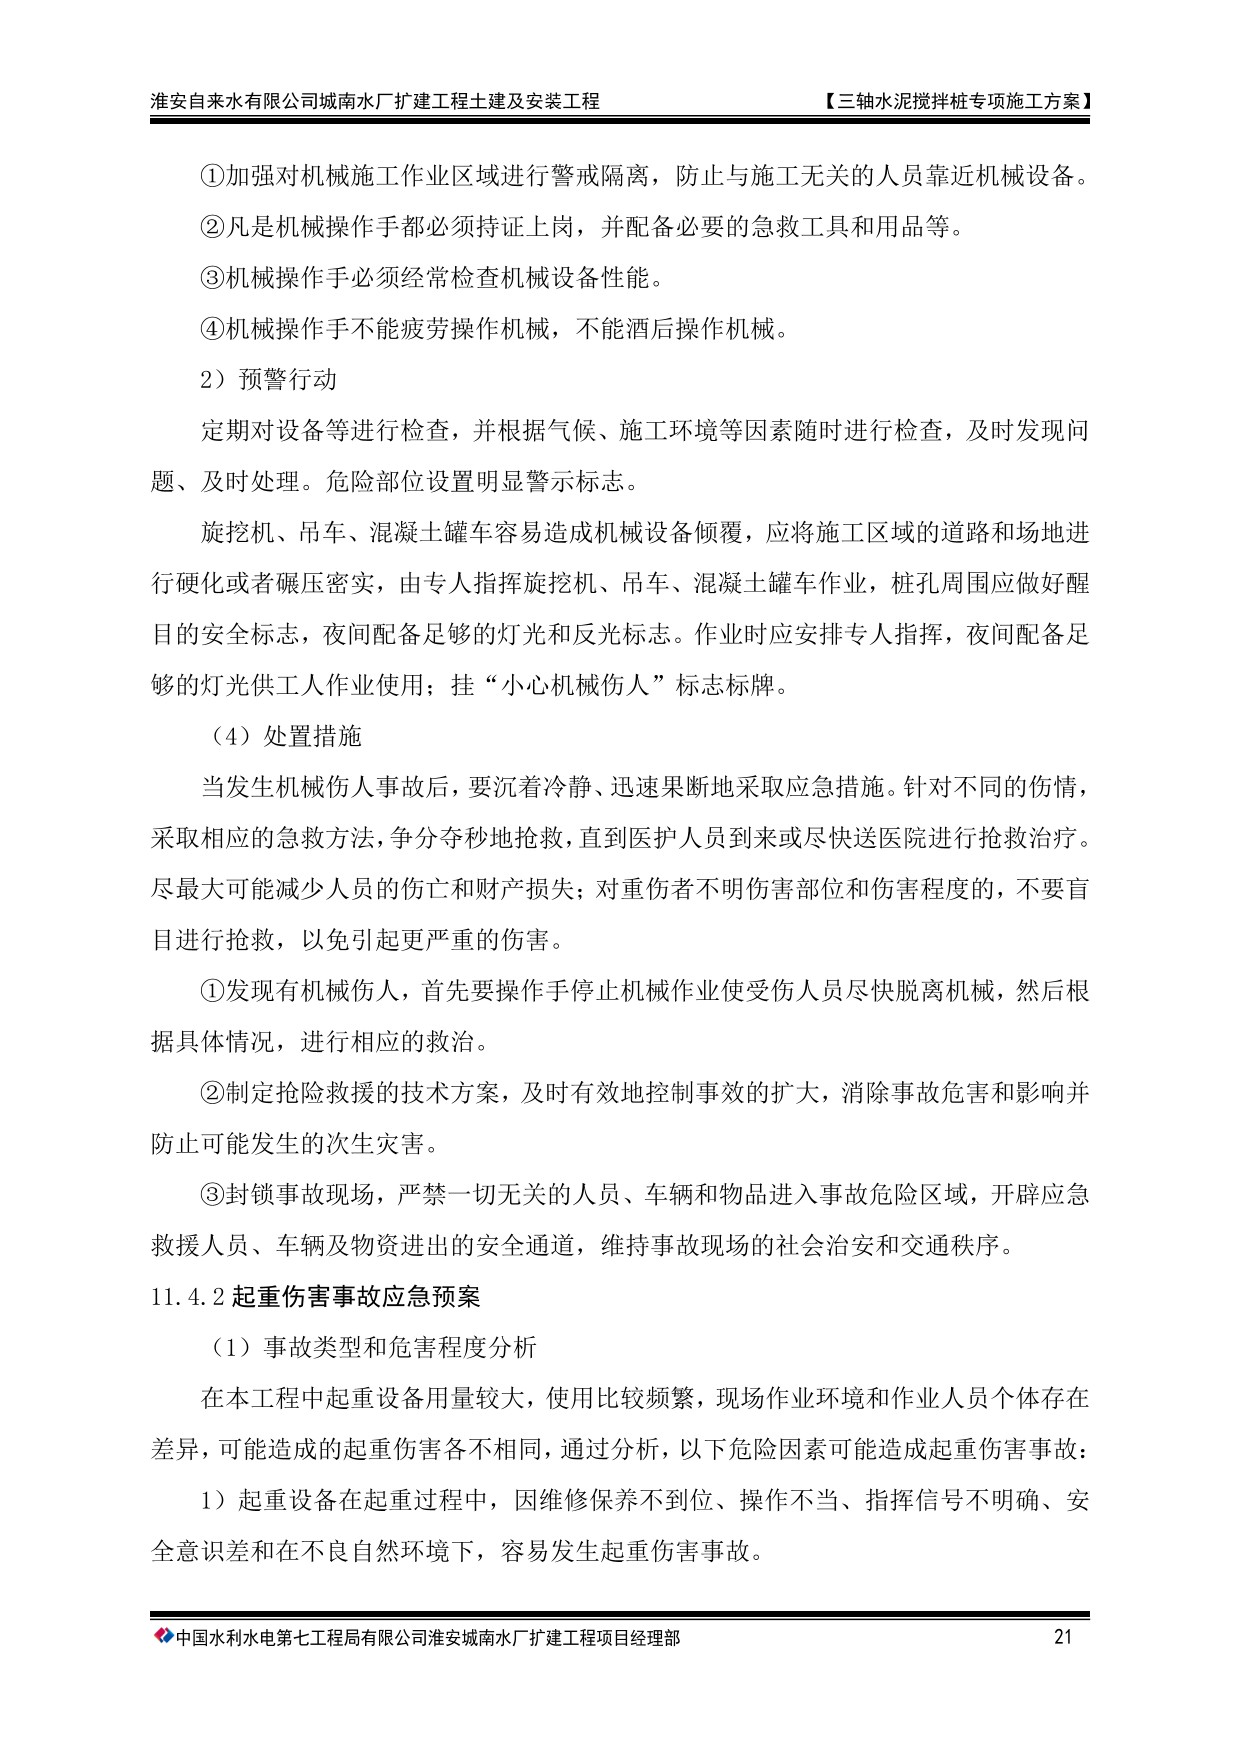 淮安自来水有限公司城南水厂扩建工程土建及安装工程 【三轴水泥搅拌桩专项施工方案】
①加强对机械施工作业区域进行警戒隔离，防止与施工无关的人员靠近机械设备。
②凡是机械操作手都必须持证上岗，并配备必要的急救工具和用品等。
③机械操作手必须经常检查机械设备性能。
④机械操作手不能疲劳操作机械，不能酒后操作机械。
2）预警行动
定期对设备等进行检查，并根据气候、施工环境等因素随时进行检查，及时发现问
题、及时处理。危险部位设置明显警示标志。
旋挖机、吊车、混凝土罐车容易造成机械设备倾覆，应将施工区域的道路和场地进
行硬化或者碾压密实，由专人指挥旋挖机、吊车、混凝土罐车作业，桩孔周围应做好醒
目的安全标志，夜间配备足够的灯光和反光标志。作业时应安排专人指挥，夜间配备足
够的灯光供工人作业使用；挂“小心机械伤人”标志标牌。
（4）处置措施
当发生机械伤人事故后，要沉着冷静、迅速果断地采取应急措施。针对不同的伤情，
采取相应的急救方法，争分夺秒地抢救，直到医护人员到来或尽快送医院进行抢救治疗。
尽最大可能减少人员的伤亡和财产损失；对重伤者不明伤害部位和伤害程度的，不要盲
目进行抢救，以免引起更严重的伤害。
①发现有机械伤人，首先要操作手停止机械作业使受伤人员尽快脱离机械，然后根
据具体情况，进行相应的救治。
②制定抢险救援的技术方案，及时有效地控制事效的扩大，消除事故危害和影响并
防止可能发生的次生灾害。
③封锁事故现场，严禁一切无关的人员、车辆和物品进入事故危险区域，开辟应急
救援人员、车辆及物资进出的安全通道，维持事故现场的社会治安和交通秩序。
11.4.2 起重伤害事故应急预案
（1）事故类型和危害程度分析
在本工程中起重设备用量较大，使用比较频繁，现场作业环境和作业人员个体存在
差异，可能造成的起重伤害各不相同，通过分析，以下危险因素可能造成起重伤害事故：
1）起重设备在起重过程中，因维修保养不到位、操作不当、指挥信号不明确、安
全意识差和在不良自然环境下，容易发生起重伤害事故。
中国水利水电第七工程局有限公司淮安城南水厂扩建工程项目经理部 21